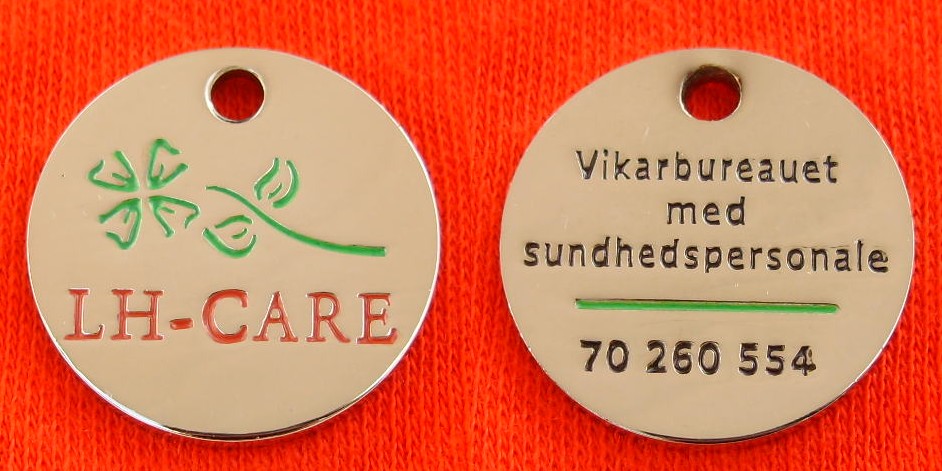 LH-CARE
Vikarbureauet
med
sundhedspersonale
70 260 554